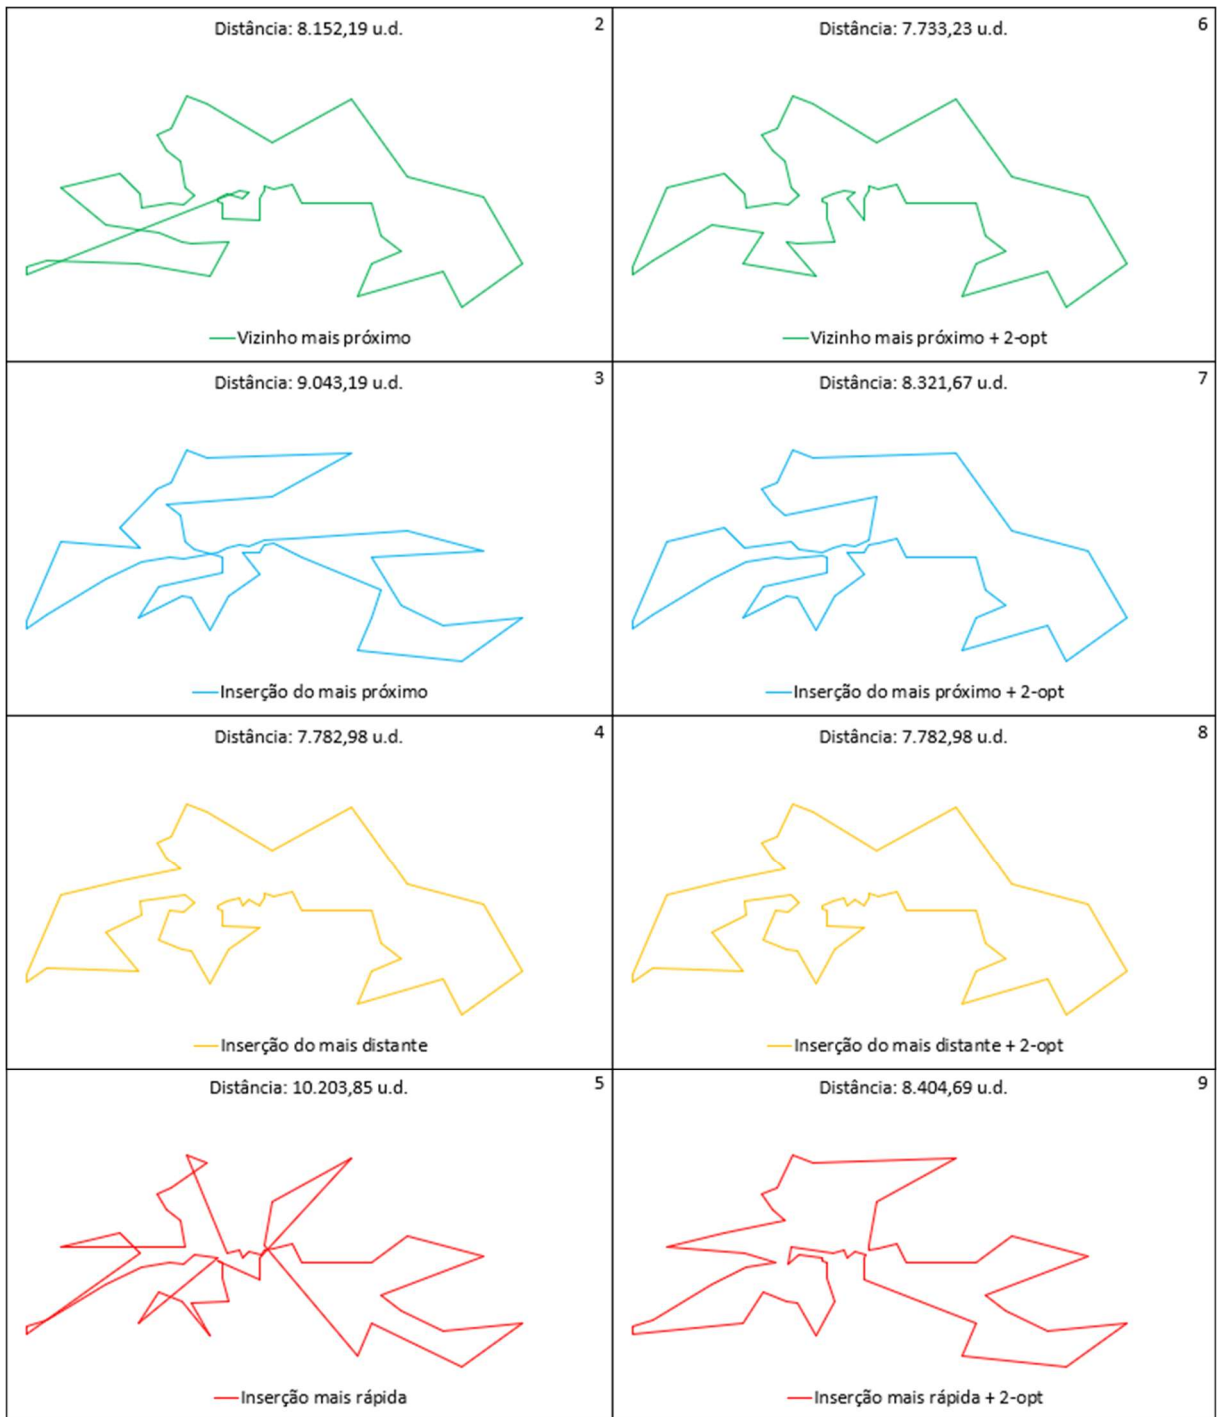 Distância: 8.152,19 u.d.
2
Vizinho mais próximo
Distância: 7.733,23 u.d.
6
Vizinho mais próximo + 2-opt
Distância: 9.043,19 u.d.
3
Inserção do mais próximo
Distância: 8.321,67 u.d.
7
Inserção do mais próximo + 2-opt
Distância: 7.782,98 u.d.
4
Inserção do mais distante
Distância: 7.782,98 u.d.
8
Inserção do mais distante + 2-opt
Distância: 10.203,85 u.d.
5
Inserção mais rápida
Distância: 8.404,69 u.d.
9
Inserção mais rápida + 2-opt